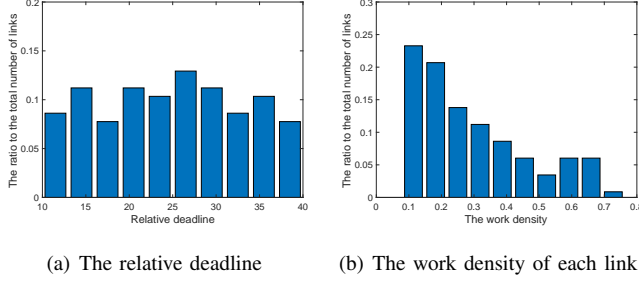 The ratio to the total number of links
0.2
0.15
0.1
0.05
0
10 15 20 25 30 35 40
Relative deadline
The ratio to the total number of links
0.3
0.25
0.2
0.15
0.1
0.05
0
0 0.1 0.2 0.3 0.4 0.5 0.6 0.7 0.8
The work density
(a) The relative deadline
(b) The work density of each link